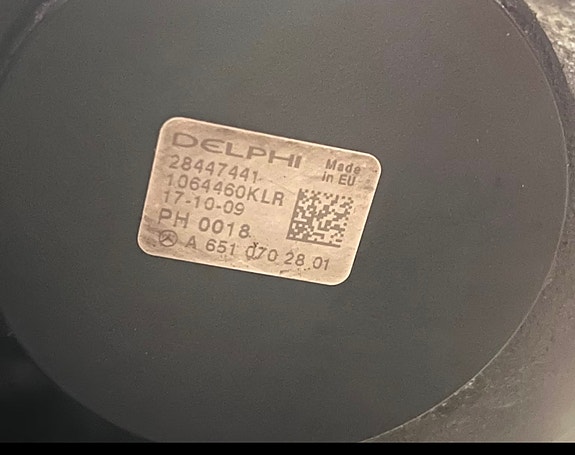 DELPHI
Made
in EU
28447441
1064460KLR
17-10-09
PH 0018
A 651 070 28 01